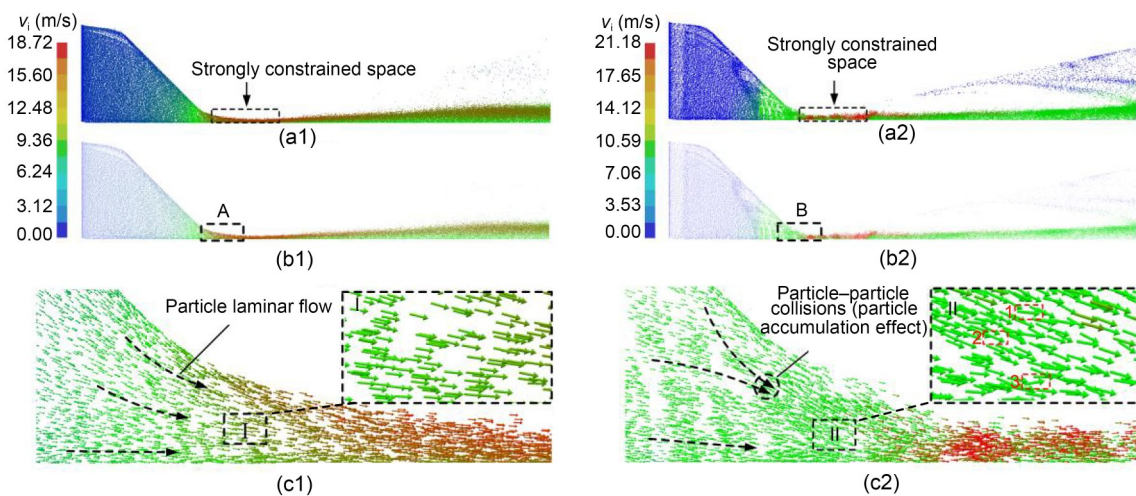 vᵢ (m/s)
18.72
15.60
12.48
9.36
6.24
3.12
0.00
Strongly constrained space
(a1)
A
(b1)
Particle laminar flow
I
I
(c1)
vᵢ (m/s)
21.18
17.65
14.12
10.59
7.06
3.53
0.00
Strongly constrained
space
(a2)
B
(b2)
Particle–particle
collisions (particle
accumulation effect)
II
1
2
3
II
(c2)